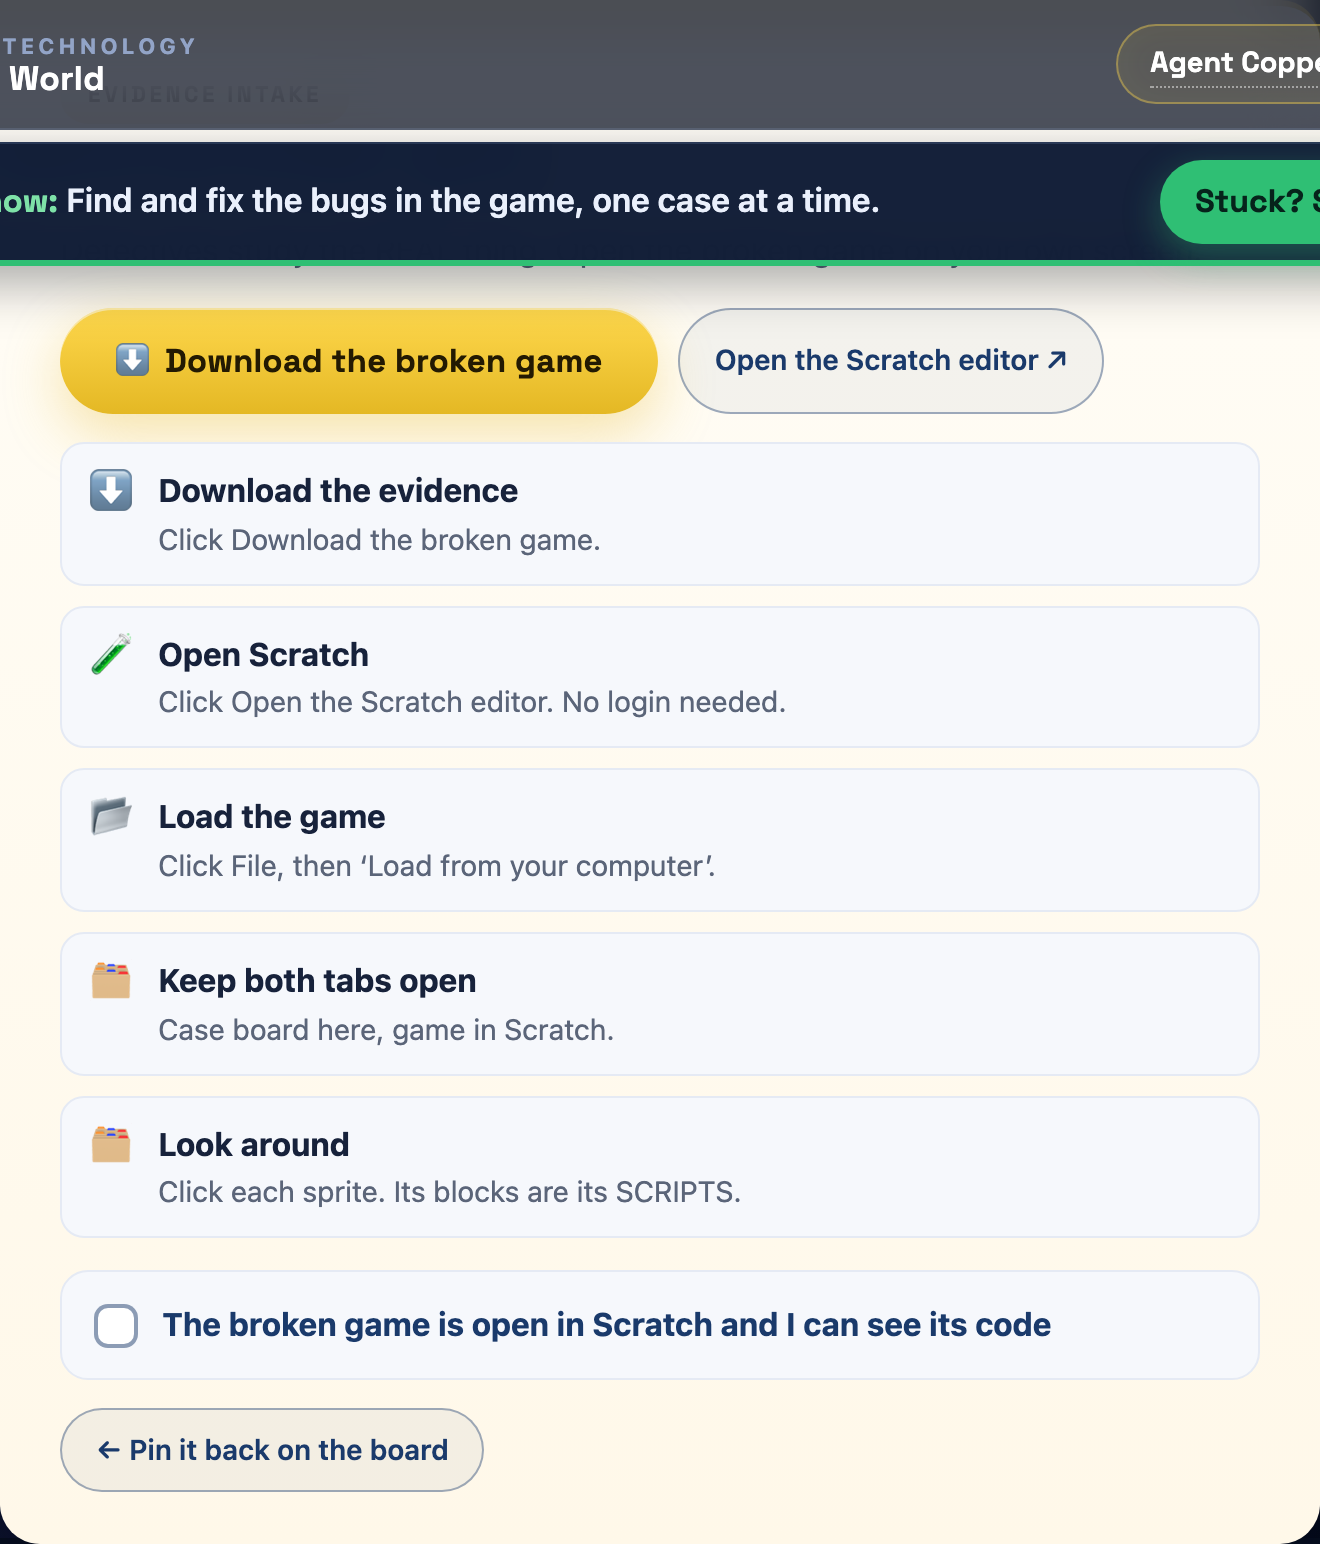 TECHNOLOGY
World
EVIDENCE INTAKE
Agent
now: Find and fix the bugs in the game, one case at a time.
Stuck?
Download the broken game
Open the Scratch editor ↗
Download the evidence
Click Download the broken game.
Open Scratch
Click Open the Scratch editor. No login needed.
Load the game
Click File, then ‘Load from your computer’.
Keep both tabs open
Case board here, game in Scratch.
Look around
Click each sprite. Its blocks are its SCRIPTS.
The broken game is open in Scratch and I can see its code
← Pin it back on the board